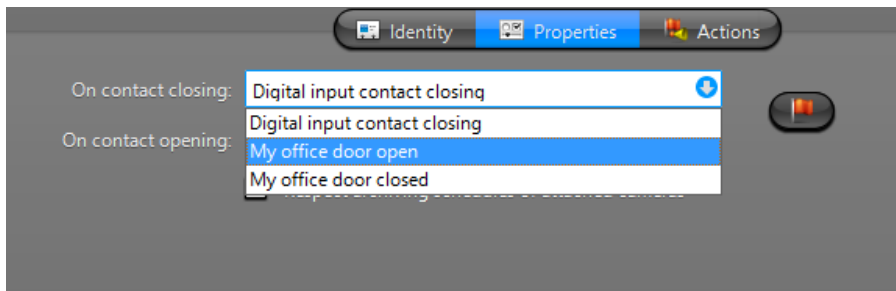 Identity Properties Actions
On contact closing: Digital input contact closing
On contact opening:
Digital input contact closing
My office door open
My office door closed